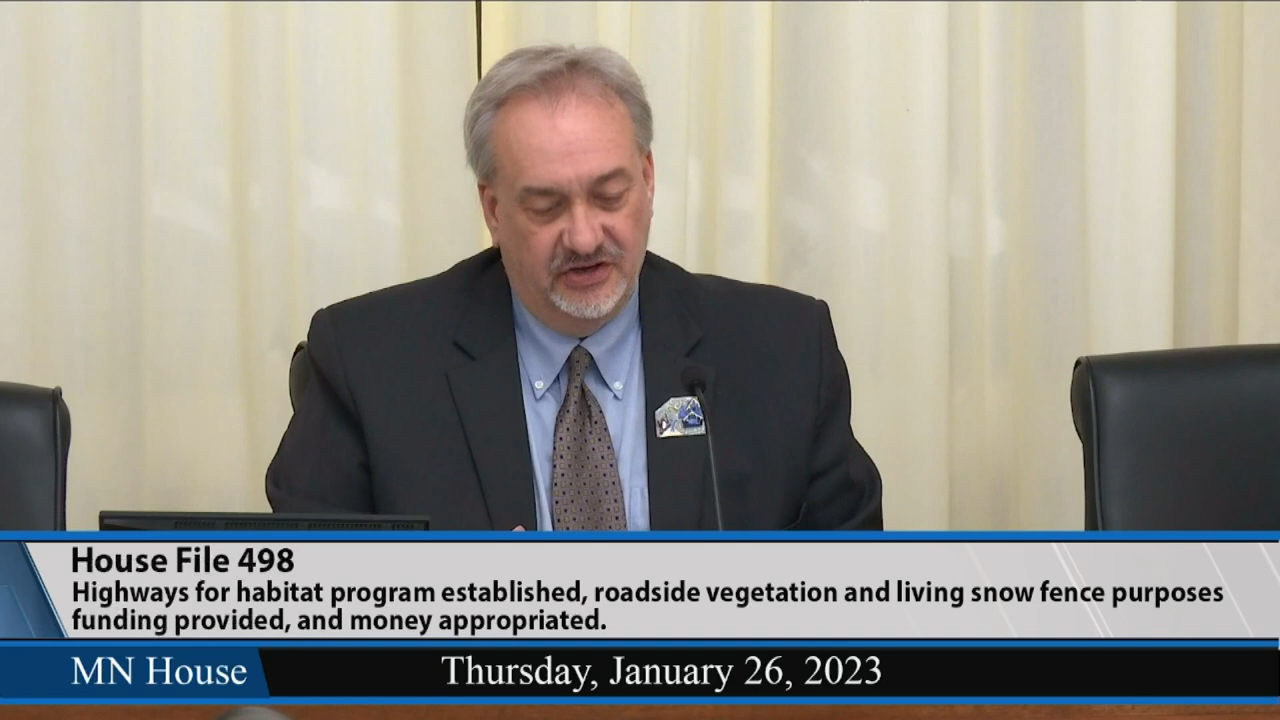 House File 498
Highways for habitat program established, roadside vegetation and living snow fence purposes
funding provided, and money appropriated.
MN House
Thursday, January 26, 2023